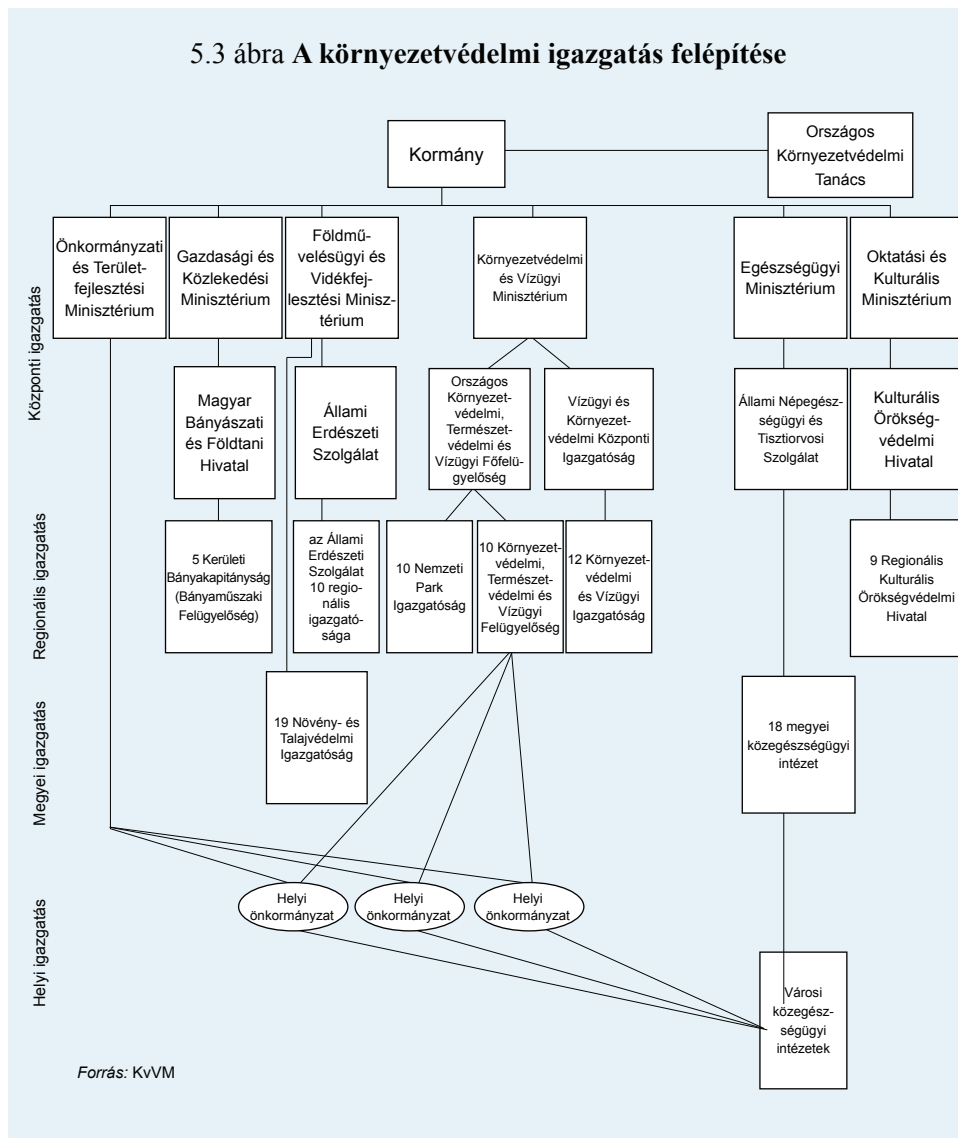 5.3 ábra A környezetvédelmi igazgatás felépítése
Kormány
Országos
Környezetvédelmi
Tanács
Központi igazgatás
Önkormányzati
és Terület-
fejlesztési
Minisztérium
Gazdasági és
Közlekedési
Minisztérium
Földmű-
velésügyi és
Vidékfej-
lesztési Minisz-
térium
Környezetvédelmi
és Vízügyi
Minisztérium
Egészségügyi
Minisztérium
Oktatási és
Kulturális
Minisztérium
Magyar
Bányászati
és Földtani
Hivatal
Állami
Erdészeti
Szolgálat
Országos
Környezet-
védelmi,
Természet-
védelmi és
Vízügyi Főfelü-
gyelőség
Vízügyi és
Környezet-
védelmi Központi
Igazgatóság
Állami Népegész-
ségügyi és
Tisztiorvosi
Szolgálat
Kulturális
Örökség-
védelmi
Hivatal
Regionális igazgatás
5 Kerületi
Bányakapitányság
(Bányaműszaki
Felügyelőség)
az Állami
Erdészeti
Szolgálat
10 regio-
nális
igazgató-
sága
10 Nemzeti
Park
Igazgatóság
10 Környezet-
védelmi,
Természet-
védelmi és
Vízügyi
Felügyelőség
12 Környezet-
védelmi
és Vízügyi
Igazgatóság
9 Regionális
Kulturális
Örökségvédelmi
Hivatal
Megyei igazgatás
19 Növény- és
Talajvédelmi
Igazgatóság
18 megyei
közegészségügyi
intézet
Helyi igazgatás
Helyi
önkormányzat
Helyi
önkormányzat
Helyi
önkormányzat
Városi
közegész-
ségügyi
intézetek
Forrás: KvVM